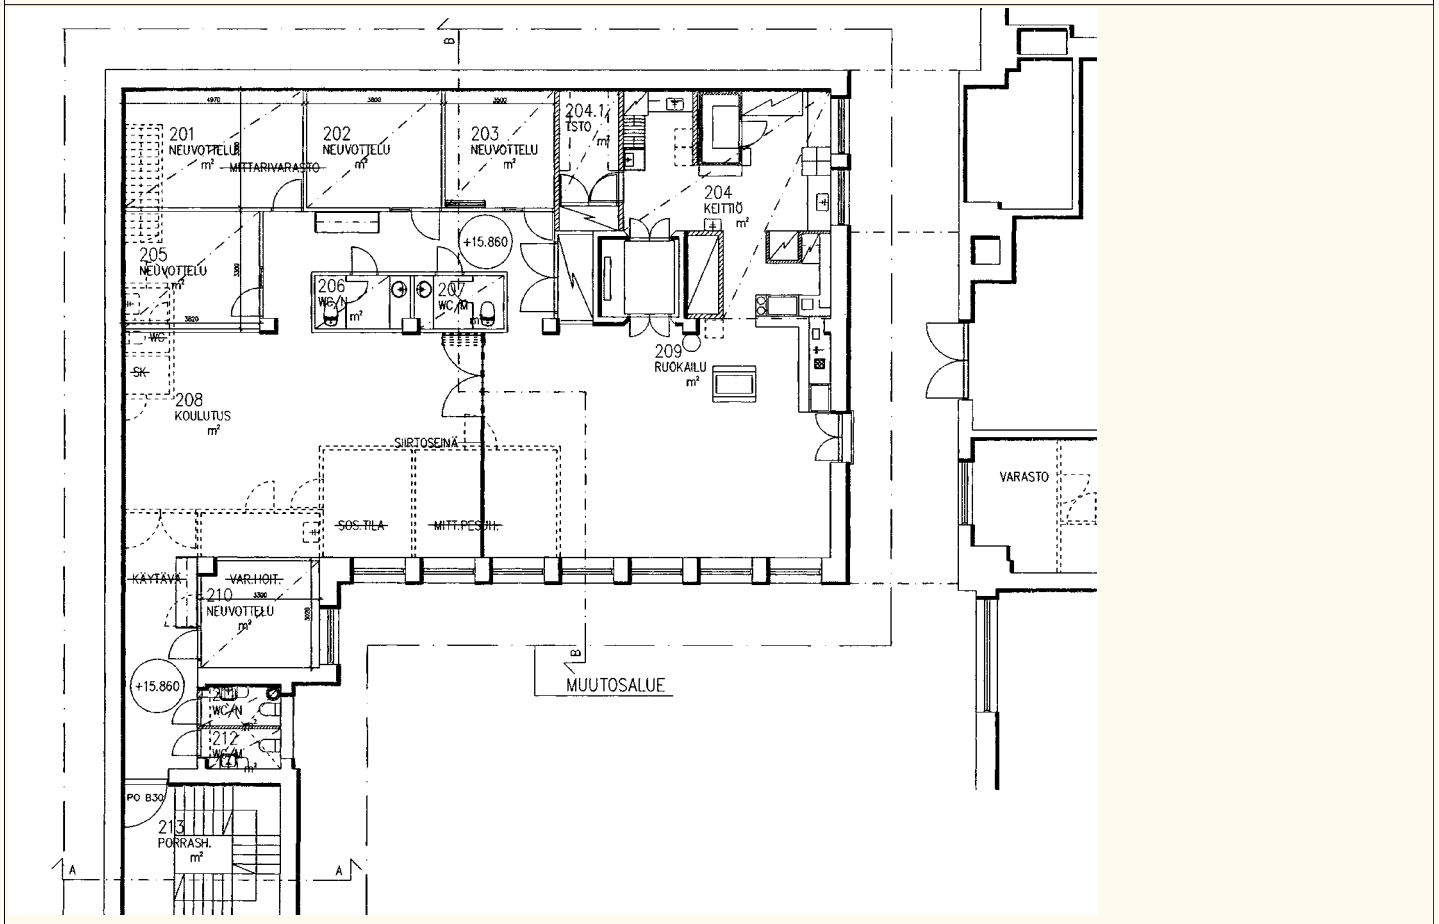 B
4970
3800
3500
201
NEUVOTTELU
m²
MITTARIVARASTO
202
NEUVOTTELU
m²
203
NEUVOTTELU
m²
204.1
TSTO
m²
204
KEITTIÖ
m²
205
NEUVOTTELU
m²
3300
3820
+15.860
206
WC/N
m²
207
WC/M
m²
WC
SK
208
KOULUTUS
m²
209
RUOKAILU
m²
SIIRTOSEINÄ
VARASTO
SOS.TILA
MITT.PESUH.
KÄYTÄVÄ
VAR.HOIT.
3300
210
NEUVOTTELU
m²
+15.860
WC/N
m²
212
WC/M
m²
B
MUUTOSALUE
PO B30
213
PORRASH.
m²
A
A